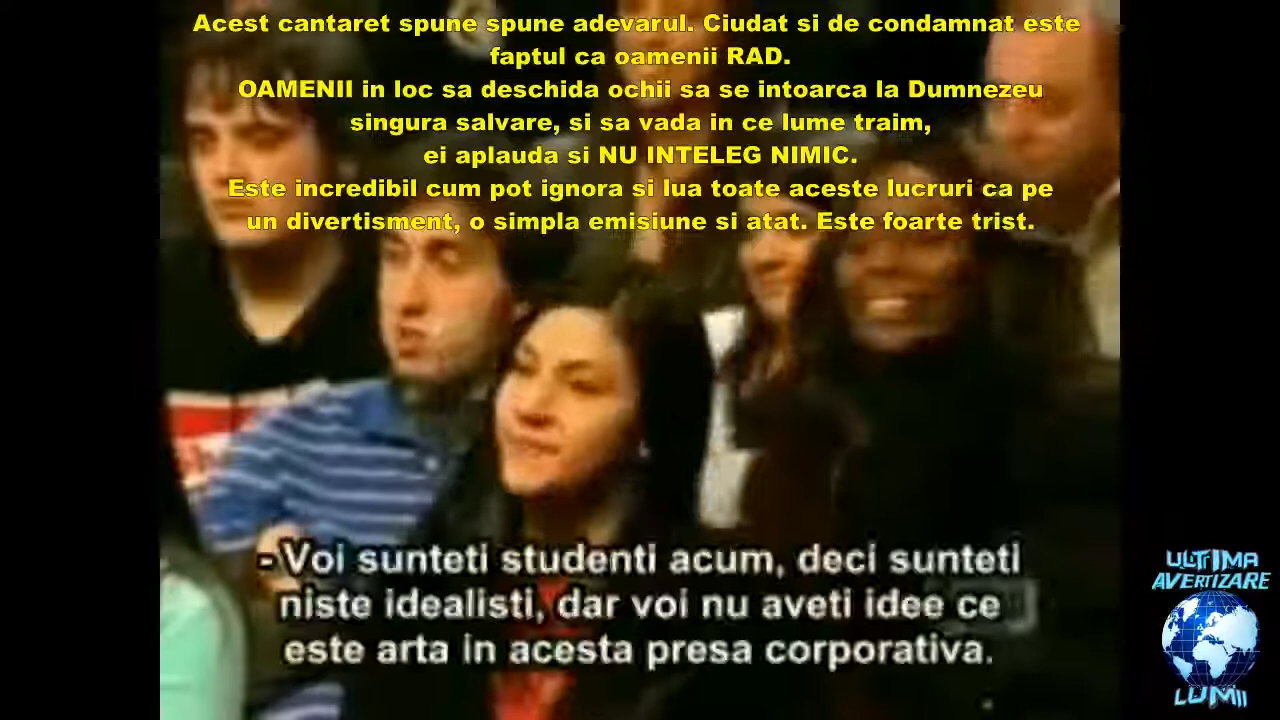 Acest cantaret spune spune adevarul. Ciudat si de condamnat este
faptul ca oamenii RAD.
OAMENII in loc sa deschida ochii sa se intoarca la Dumnezeu
singura salvare, si sa vada in ce lume traim,
ei aplauda si NU INTELEG NIMIC.
Este incredibil cum pot ignora si lua toate aceste lucruri ca pe
un divertisment, o simpla emisiune si atat. Este foarte trist.
- Voi sunteti studenti acum, deci sunteti
niste idealisti, dar voi nu aveti idee ce
este arta in acesta presa corporativa.
ULTIMA
AVERTIZARE
LUMII